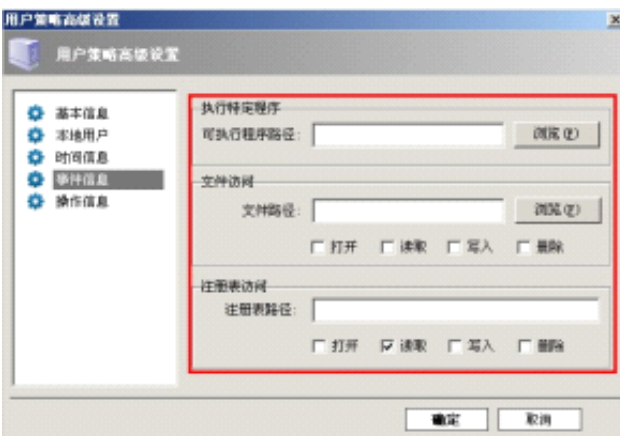 用户策略高级设置
用户策略高级设置
基本信息
本地用户
时间信息
事件信息
操作信息
执行特定程序
可执行程序路径: 浏览(P)
文件访问
文件路径: 浏览(F)
打开 读取 写入 删除
注册表访问
注册表路径:
打开 读取 写入 删除
确定 取消